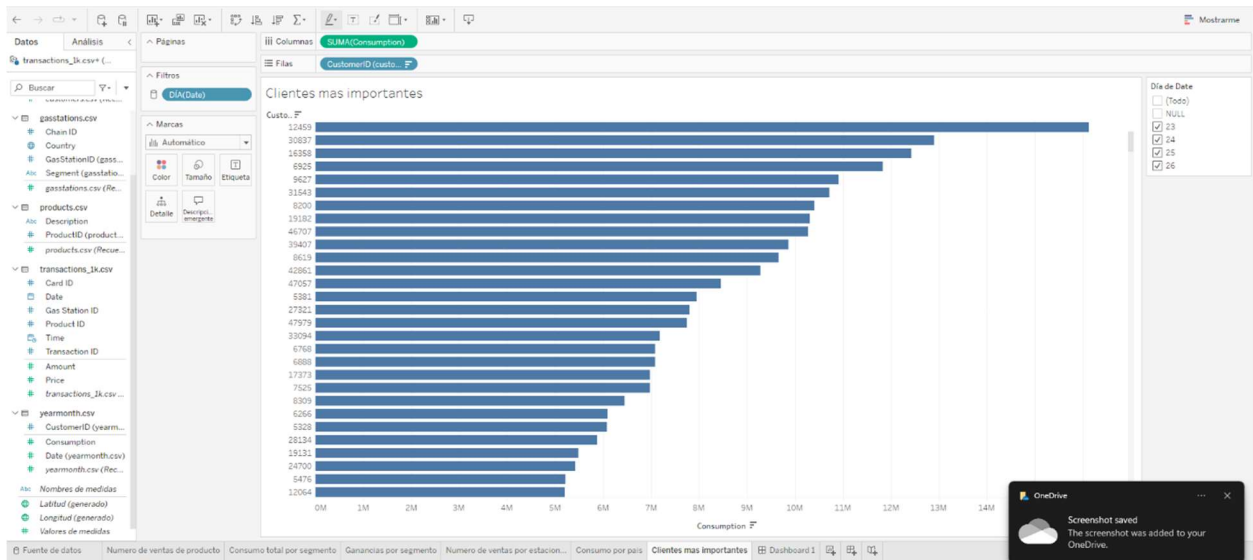 Mostrarme
Datos
Análisis
Páginas
Columnas
SUMA(Consumption)
transactions_1k.csv+ (...
Filas
CustomerID (custo...
Buscar
Filtros
DÍA(Date)
Clientes mas importantes
Día de Date
(Todo)
NULL
23
24
25
26
gasstations.csv
Chain ID
Country
GasStationID (gass...
Segment (gasstatio...
gasstations.csv (Re...
products.csv
Description
ProductID (product...
products.csv (Recue...
transactions_1k.csv
Card ID
Date
Gas Station ID
Product ID
Time
Transaction ID
Amount
Price
transactions_1k.csv ...
yearmonth.csv
CustomerID (yearm...
Consumption
Date (yearmonth.csv)
yearmonth.csv (Rec...
Nombres de medidas
Latitud (generado)
Longitud (generado)
Valores de medidas
Marcas
Automático
Color
Tamaño
Etiqueta
Detalle
Descripci...
emergente
Custo..
12459
30837
16358
6925
9627
31543
8200
19182
46707
39407
8619
42861
47057
5381
27321
47979
33094
6768
6888
17373
7525
8309
6266
5328
28134
19131
24700
5476
12064
0M 1M 2M 3M 4M 5M 6M 7M 8M 9M 10M 11M 12M 13M 14M
Consumption
OneDrive
Screenshot saved
The screenshot was added to your
OneDrive.
Fuente de datos
Numero de ventas de producto
Consumo total por segmento
Ganancias por segmento
Numero de ventas por estacion...
Consumo por pais
Clientes mas importantes
Dashboard 1